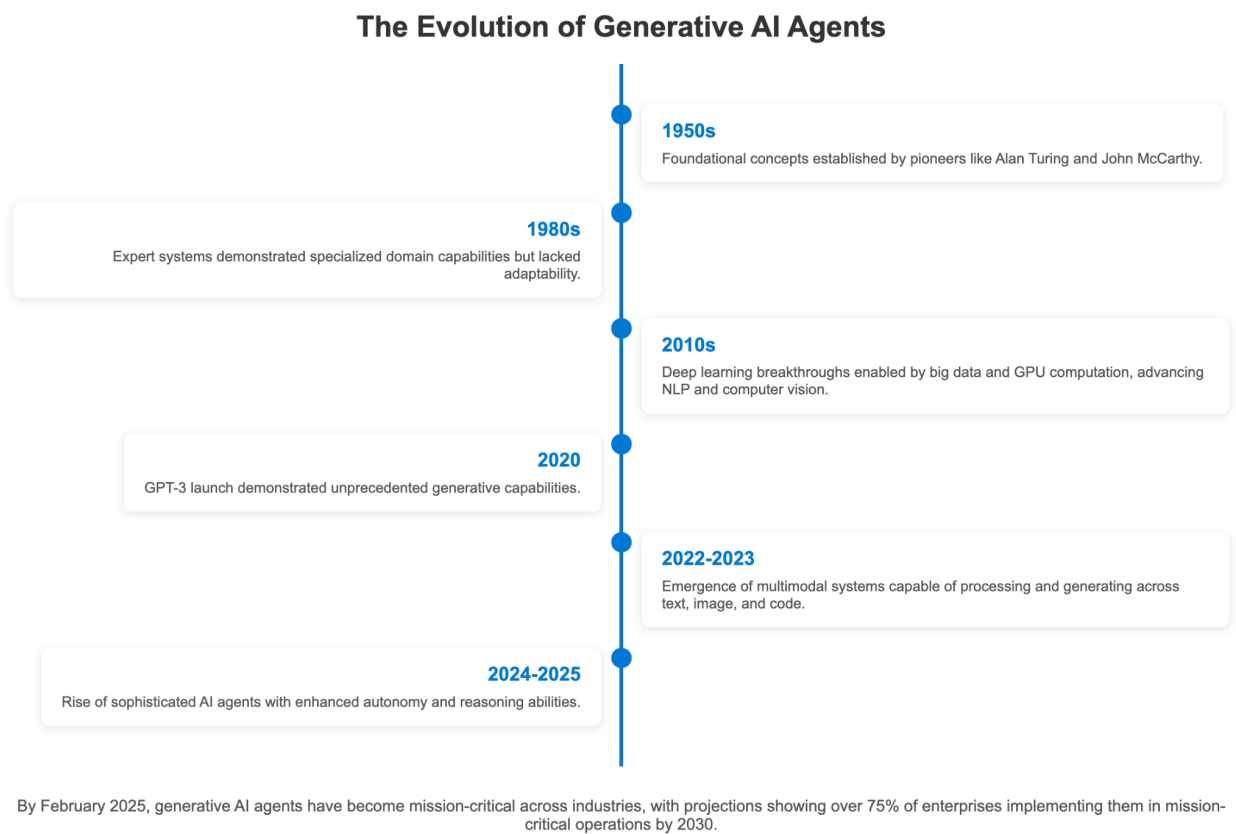 The Evolution of Generative AI Agents
1950s
Foundational concepts established by pioneers like Alan Turing and John McCarthy.
1980s
Expert systems demonstrated specialized domain capabilities but lacked
adaptability.
2010s
Deep learning breakthroughs enabled by big data and GPU computation, advancing
NLP and computer vision.
2020
GPT-3 launch demonstrated unprecedented generative capabilities.
2022-2023
Emergence of multimodal systems capable of processing and generating across
text, image, and code.
2024-2025
Rise of sophisticated AI agents with enhanced autonomy and reasoning abilities.
By February 2025, generative AI agents have become mission-critical across industries, with projections showing over 75% of enterprises implementing them in mission-
critical operations by 2030.